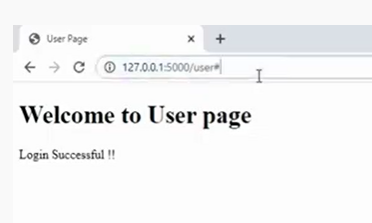 User Page
127.0.0.1:5000/user#
Welcome to User page
Login Successful !!